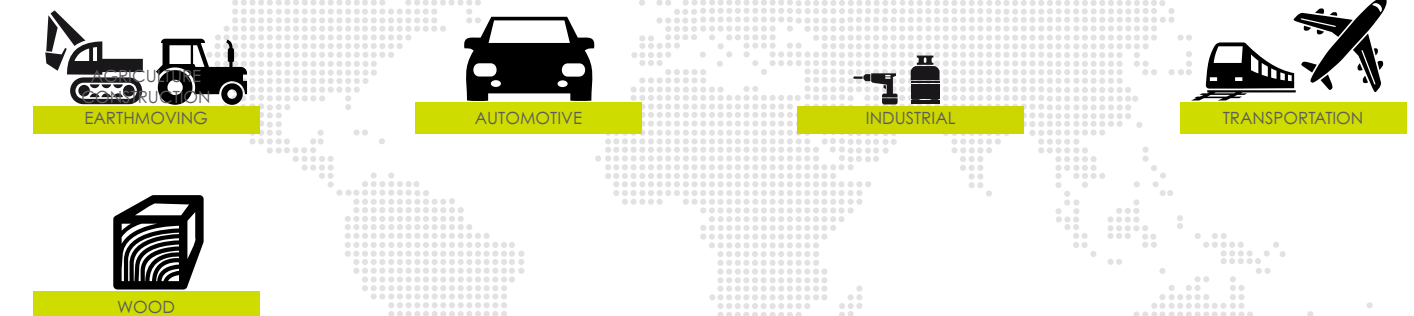 AGRICULTURE
CONSTRUCTION
EARTHMOVING
AUTOMOTIVE
INDUSTRIAL
TRANSPORTATION
WOOD